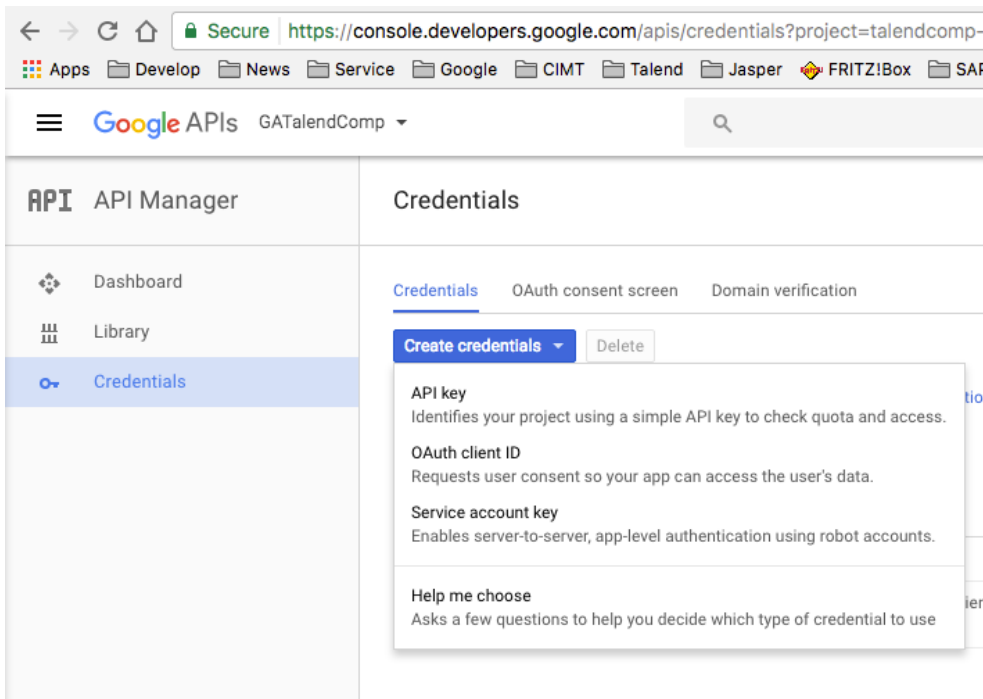 Secure https://console.developers.google.com/apis/credentials?project=talendcomp-
Apps Develop News Service Google CIMT Talend Jasper FRITZ!Box SAP
Google APIs GATalendComp
API API Manager
Credentials
Dashboard
Library
Credentials
Credentials OAuth consent screen Domain verification
Create credentials Delete
API key
Identifies your project using a simple API key to check quota and access.
OAuth client ID
Requests user consent so your app can access the user's data.
Service account key
Enables server-to-server, app-level authentication using robot accounts.
Help me choose
Asks a few questions to help you decide which type of credential to use